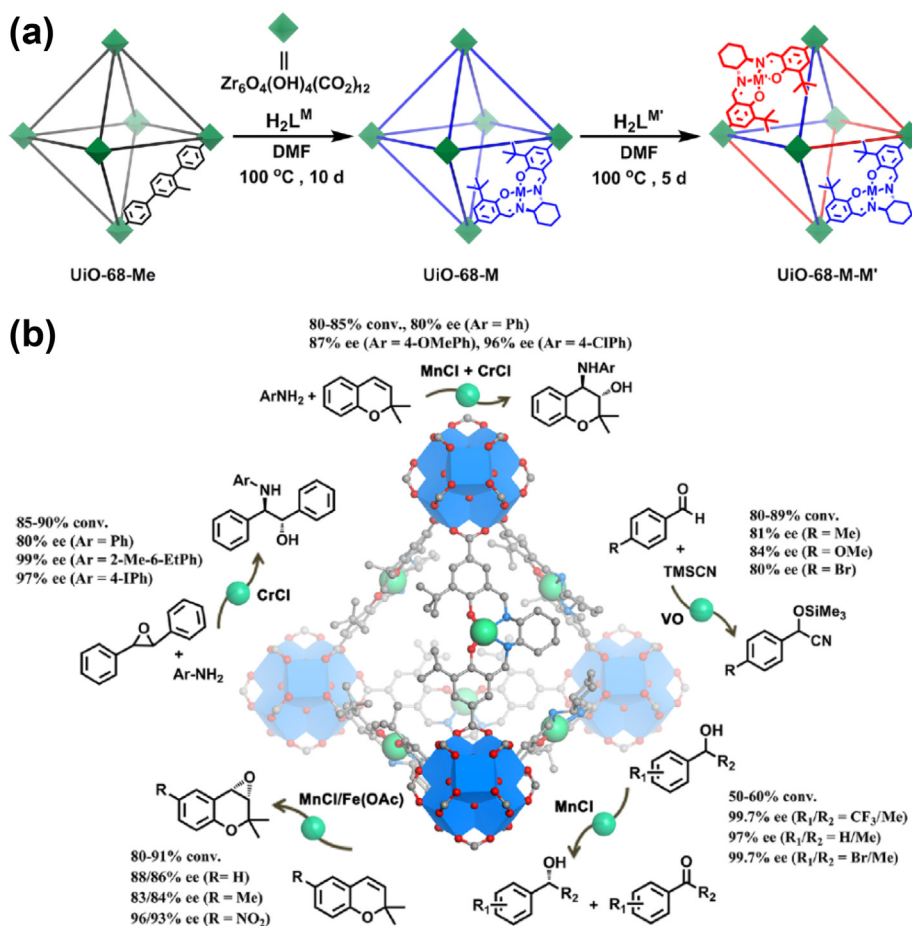 (a)
Zr6O4(OH)4(CO2)12
H2L^M
DMF
100 °C , 10 d
H2L^M'
DMF
100 °C , 5 d
UiO-68-Me
UiO-68-M
UiO-68-M-M'
(b)
80-85% conv., 80% ee (Ar = Ph)
87% ee (Ar = 4-OMePh), 96% ee (Ar = 4-ClPh)
MnCl + CrCl
ArNH2 +
O
NHAr
OH
O
Ar
NH
OH
85-90% conv.
80% ee (Ar = Ph)
99% ee (Ar = 2-Me-6-EtPh)
97% ee (Ar = 4-IPh)
CrCl
O
+
Ar-NH2
O
H
R
+
TMSCN
80-89% conv.
81% ee (R = Me)
84% ee (R = OMe)
80% ee (R = Br)
VO
OSiMe3
CN
R
OH
R1
R2
MnCl
50-60% conv.
99.7% ee (R1/R2 = CF3/Me)
97% ee (R1/R2 = H/Me)
99.7% ee (R1/R2 = Br/Me)
OH
R1
R2
+
O
R1
R2
R
O
O
MnCl/Fe(OAc)
80-91% conv.
88/86% ee (R= H)
83/84% ee (R = Me)
96/93% ee (R = NO2)
R
O